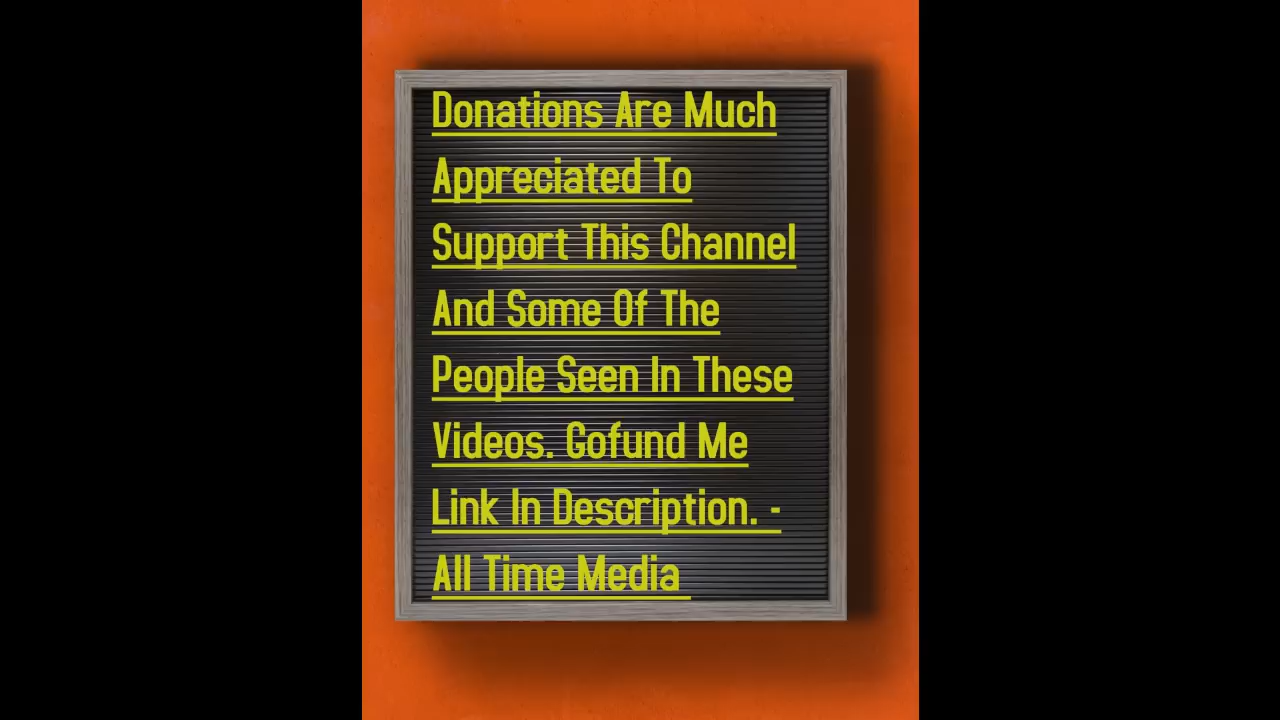 Donations Are Much
Appreciated To
Support This Channel
And Some Of The
People Seen In These
Videos. Gofund Me
Link In Description. -
All Time Media